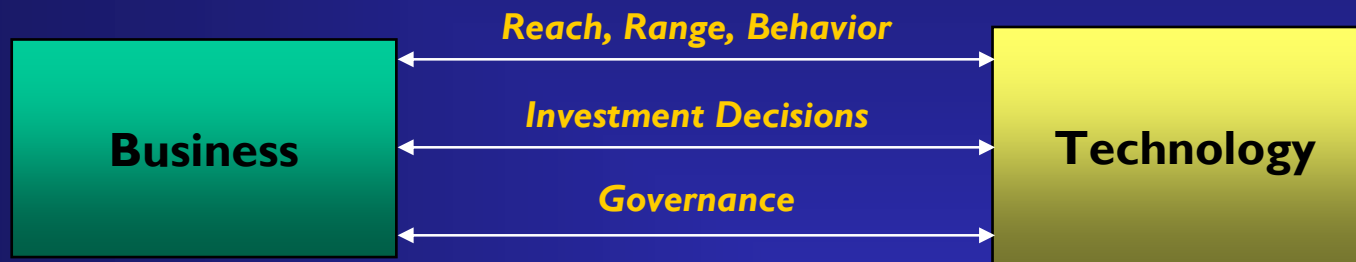 Reach, Range, Behavior
Investment Decisions
Business
Technology
Governance